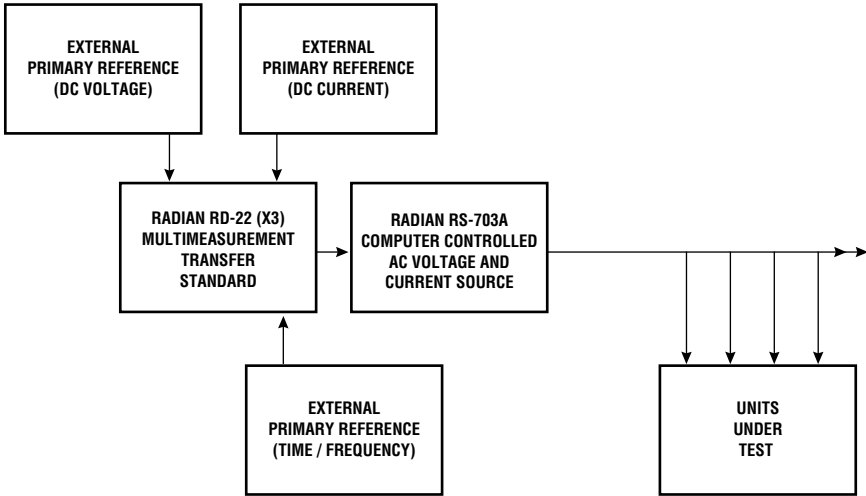 EXTERNAL
PRIMARY REFERENCE
(DC VOLTAGE)
EXTERNAL
PRIMARY REFERENCE
(DC CURRENT)
RADIAN RD-22 (X3)
MULTIMEASUREMENT
TRANSFER
STANDARD
RADIAN RS-703A
COMPUTER CONTROLLED
AC VOLTAGE AND
CURRENT SOURCE
EXTERNAL
PRIMARY REFERENCE
(TIME / FREQUENCY)
UNITS
UNDER
TEST